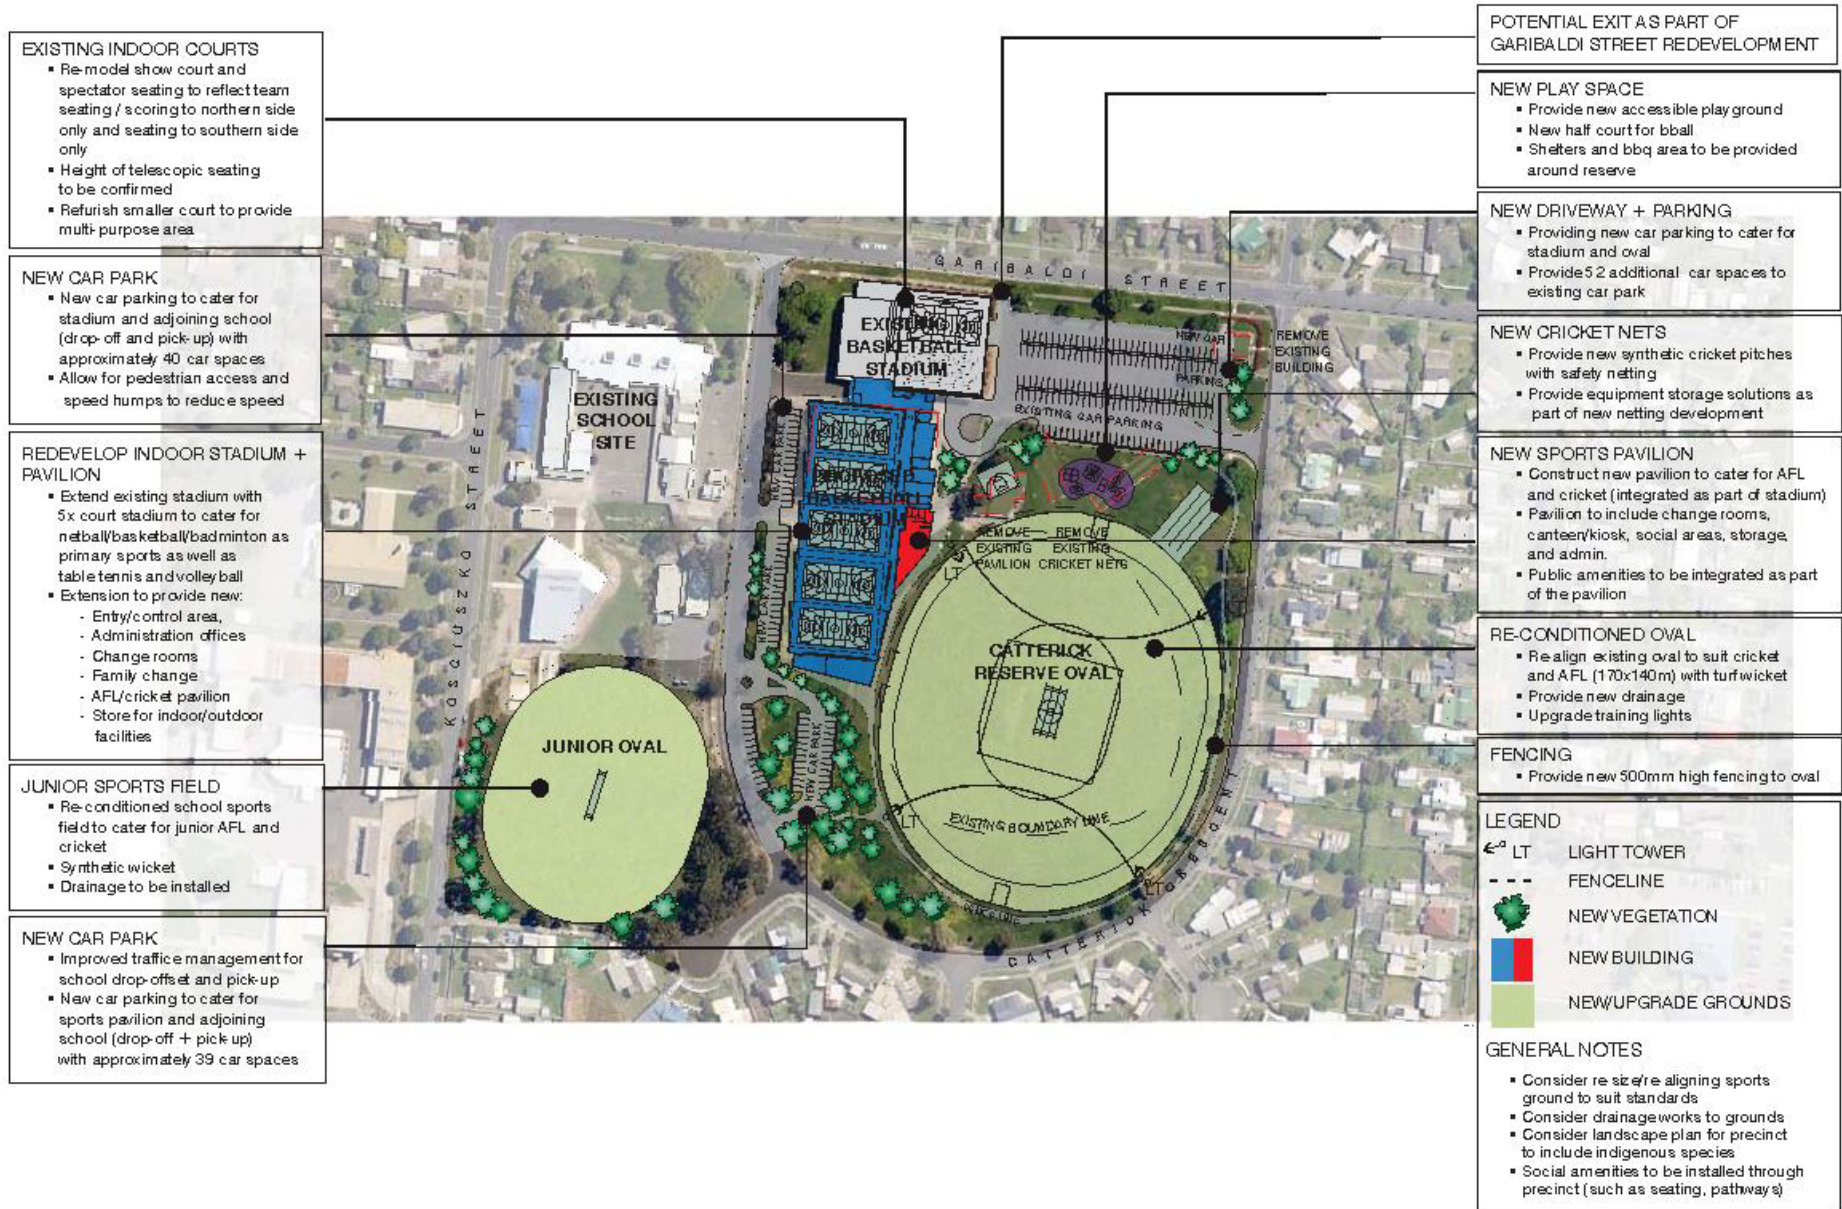 EXISTING INDOOR COURTS
▪ Re-model show court and
spectator seating to reflect team
seating / scoring to northern side
only and seating to southern side
only
▪ Height of telescopic seating
to be confirmed
▪ Refurish smaller court to provide
multi-purpose area
NEW CAR PARK
▪ New car parking to cater for
stadium and adjoining school
(drop-off and pick-up) with
approximately 40 car spaces
▪ Allow for pedestrian access and
speed humps to reduce speed
REDEVELOP INDOOR STADIUM +
PAVILION
▪ Extend existing stadium with
5x court stadium to cater for
netball/basketball/badminton as
primary sports as well as
table tennis and volleyball
▪ Extension to provide new:
- Entry/control area,
- Administration offices
- Change rooms
- Family change
- AFL/cricket pavilion
- Store for indoor/outdoor
facilities
JUNIOR SPORTS FIELD
▪ Re-conditioned school sports
field to cater for junior AFL and
cricket
▪ Synthetic wicket
▪ Drainage to be installed
NEW CAR PARK
▪ Improved traffice management for
school drop-offset and pick-up
▪ New car parking to cater for
sports pavilion and adjoining
school (drop-off + pick-up)
with approximately 39 car spaces
GARIBALDI STREET
EXISTING
BASKETBALL
STADIUM
NEW CAR
PARKING
REMOVE
EXISTING
BUILDING
EXISTING CAR PARKING
EXISTING
SCHOOL
SITE
KOSCIUSZKO STREET
NEW CAR PARK
BASKETBALL
NEW CAR PARK
REMOVE
EXISTING
PAVILION
REMOVE
EXISTING
CRICKET NETS
LT
CATTERICK
RESERVE OVAL
JUNIOR OVAL
NEW CAR PARK
LT
EXISTING BOUNDARY LINE
LT
CATTERICK CRESCENT
POTENTIAL EXIT AS PART OF
GARIBALDI STREET REDEVELOPMENT
NEW PLAY SPACE
▪ Provide new accessible playground
▪ New half court for bball
▪ Shelters and bbq area to be provided
around reserve
NEW DRIVEWAY + PARKING
▪ Providing new car parking to cater for
stadium and oval
▪ Provide 52 additional car spaces to
existing car park
NEW CRICKET NETS
▪ Provide new synthetic cricket pitches
with safety netting
▪ Provide equipment storage solutions as
part of new netting development
NEW SPORTS PAVILION
▪ Construct new pavilion to cater for AFL
and cricket (integrated as part of stadium)
▪ Pavilion to include change rooms,
canteen/kiosk, social areas, storage,
and admin.
▪ Public amenities to be integrated as part
of the pavilion
RE-CONDITIONED OVAL
▪ Re-align existing oval to suit cricket
and AFL (170x140m) with turf wicket
▪ Provide new drainage
▪ Upgrade training lights
FENCING
▪ Provide new 500mm high fencing to oval
LEGEND
LT LIGHT TOWER
FENCELINE
NEW VEGETATION
NEW BUILDING
NEW/UPGRADE GROUNDS
GENERAL NOTES
▪ Consider re size/re aligning sports
ground to suit standards
▪ Consider drainage works to grounds
▪ Consider landscape plan for precinct
to include indigenous species
▪ Social amenities to be installed through
precinct (such as seating, pathways)